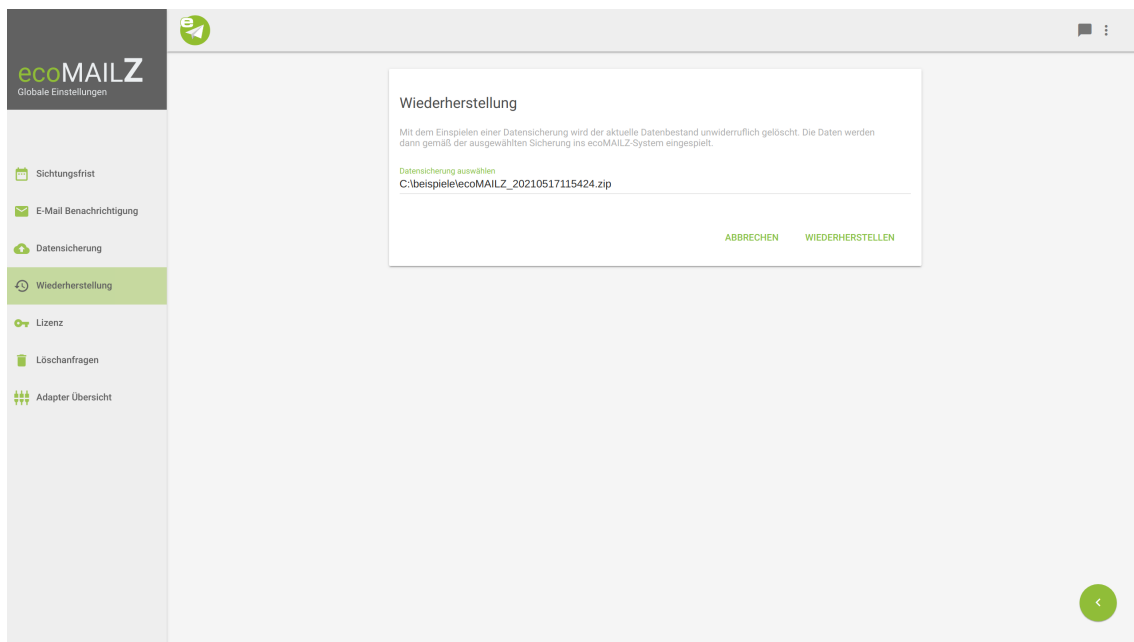 e
ecoMAILZ
Globale Einstellungen
Sichtungsfrist
E-Mail Benachrichtigung
Datensicherung
Wiederherstellung
Lizenz
Löschanfragen
Adapter Übersicht
Wiederherstellung
Mit dem Einspielen einer Datensicherung wird der aktuelle Datenbestand unwiderruflich gelöscht. Die Daten werden
dann gemäß der ausgewählten Sicherung ins ecoMAILZ-System eingespielt.
Datensicherung auswählen
C:\beispiele\ecoMAILZ_20210517115424.zip
ABBRECHEN WIEDERHERSTELLEN